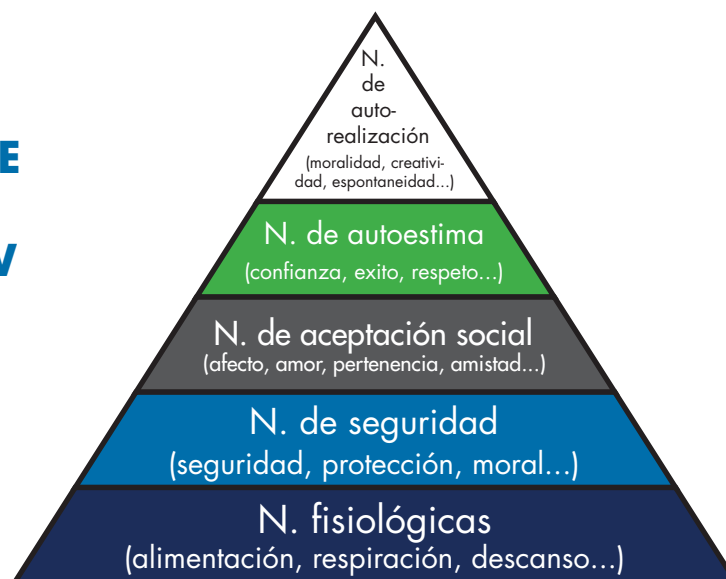 E
V
N.
de
auto-
realización
(moralidad, creativi-
dad, espontaneidad...)
N. de autoestima
(confianza, exito, respeto...)
N. de aceptación social
(afecto, amor, pertenencia, amistad...)
N. de seguridad
(seguridad, protección, moral...)
N. fisiológicas
(alimentación, respiración, descanso...)